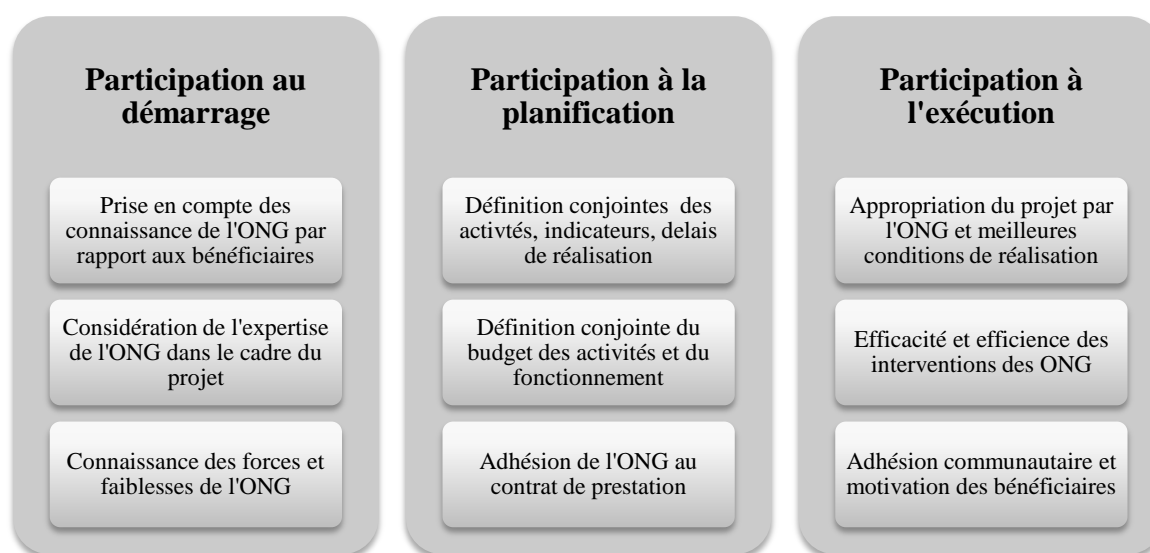 Participation au
démarrage
Prise en compte des
connaissance de l'ONG par
rapport aux bénéficiaires
Considération de l'expertise
de l'ONG dans le cadre du
projet
Connaissance des forces et
faiblesses de l'ONG
Participation à la
planification
Définition conjointes des
activtés, indicateurs, delais
de réalisation
Définition conjointe du
budget des activités et du
fonctionnement
Adhésion de l'ONG au
contrat de prestation
Participation à
l'exécution
Appropriation du projet par
l'ONG et meilleures
conditions de réalisation
Efficacité et efficience des
interventions des ONG
Adhésion communautaire et
motivation des bénéficiaires